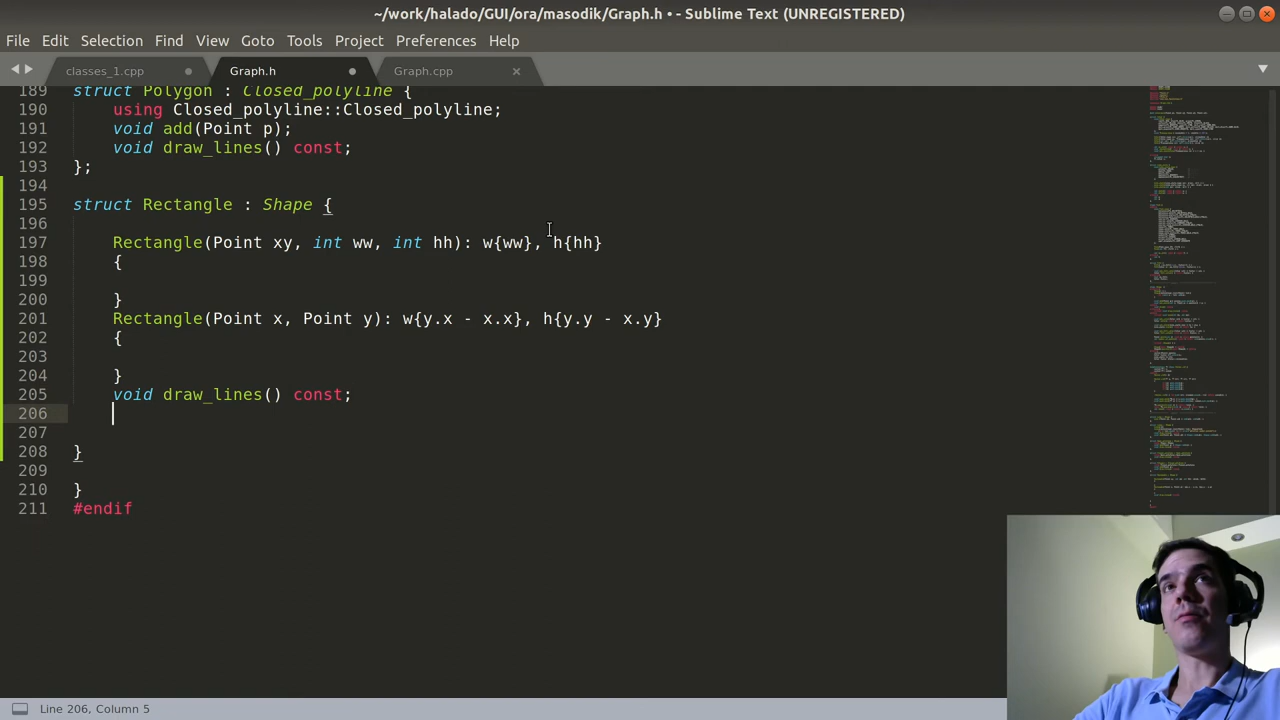 ~/work/halado/GUI/ora/masodik/Graph.h • - Sublime Text (UNREGISTERED)
File Edit Selection Find View Goto Tools Project Preferences Help
classes_1.cpp Graph.h Graph.cpp
189 struct Polygon : Closed_polyline {
190 using Closed_polyline::Closed_polyline;
191 void add(Point p);
192 void draw_lines() const;
193 };
194
195 struct Rectangle : Shape {
196
197 Rectangle(Point xy, int ww, int hh): w{ww}, h{hh}
198 {
199
200 }
201 Rectangle(Point x, Point y): w{y.x - x.x}, h{y.y - x.y}
202 {
203
204 }
205 void draw_lines() const;
206
207
208 }
209
210 }
211 #endif
Line 206, Column 5